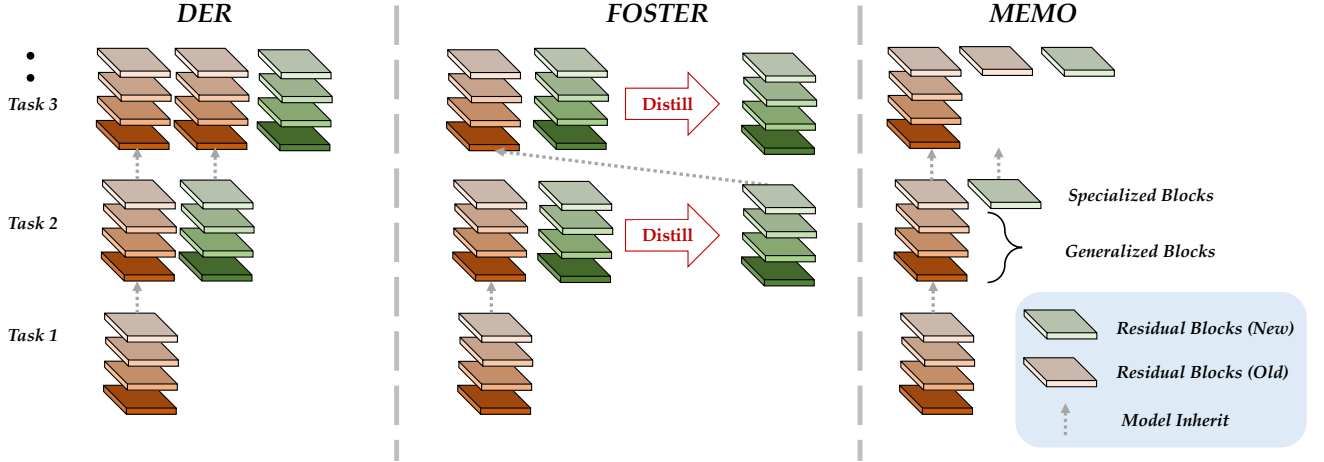 DER
FOSTER
MEMO
Task 3
Distill
Task 2
Distill
Specialized Blocks
Generalized Blocks
Task 1
Residual Blocks (New)
Residual Blocks (Old)
Model Inherit